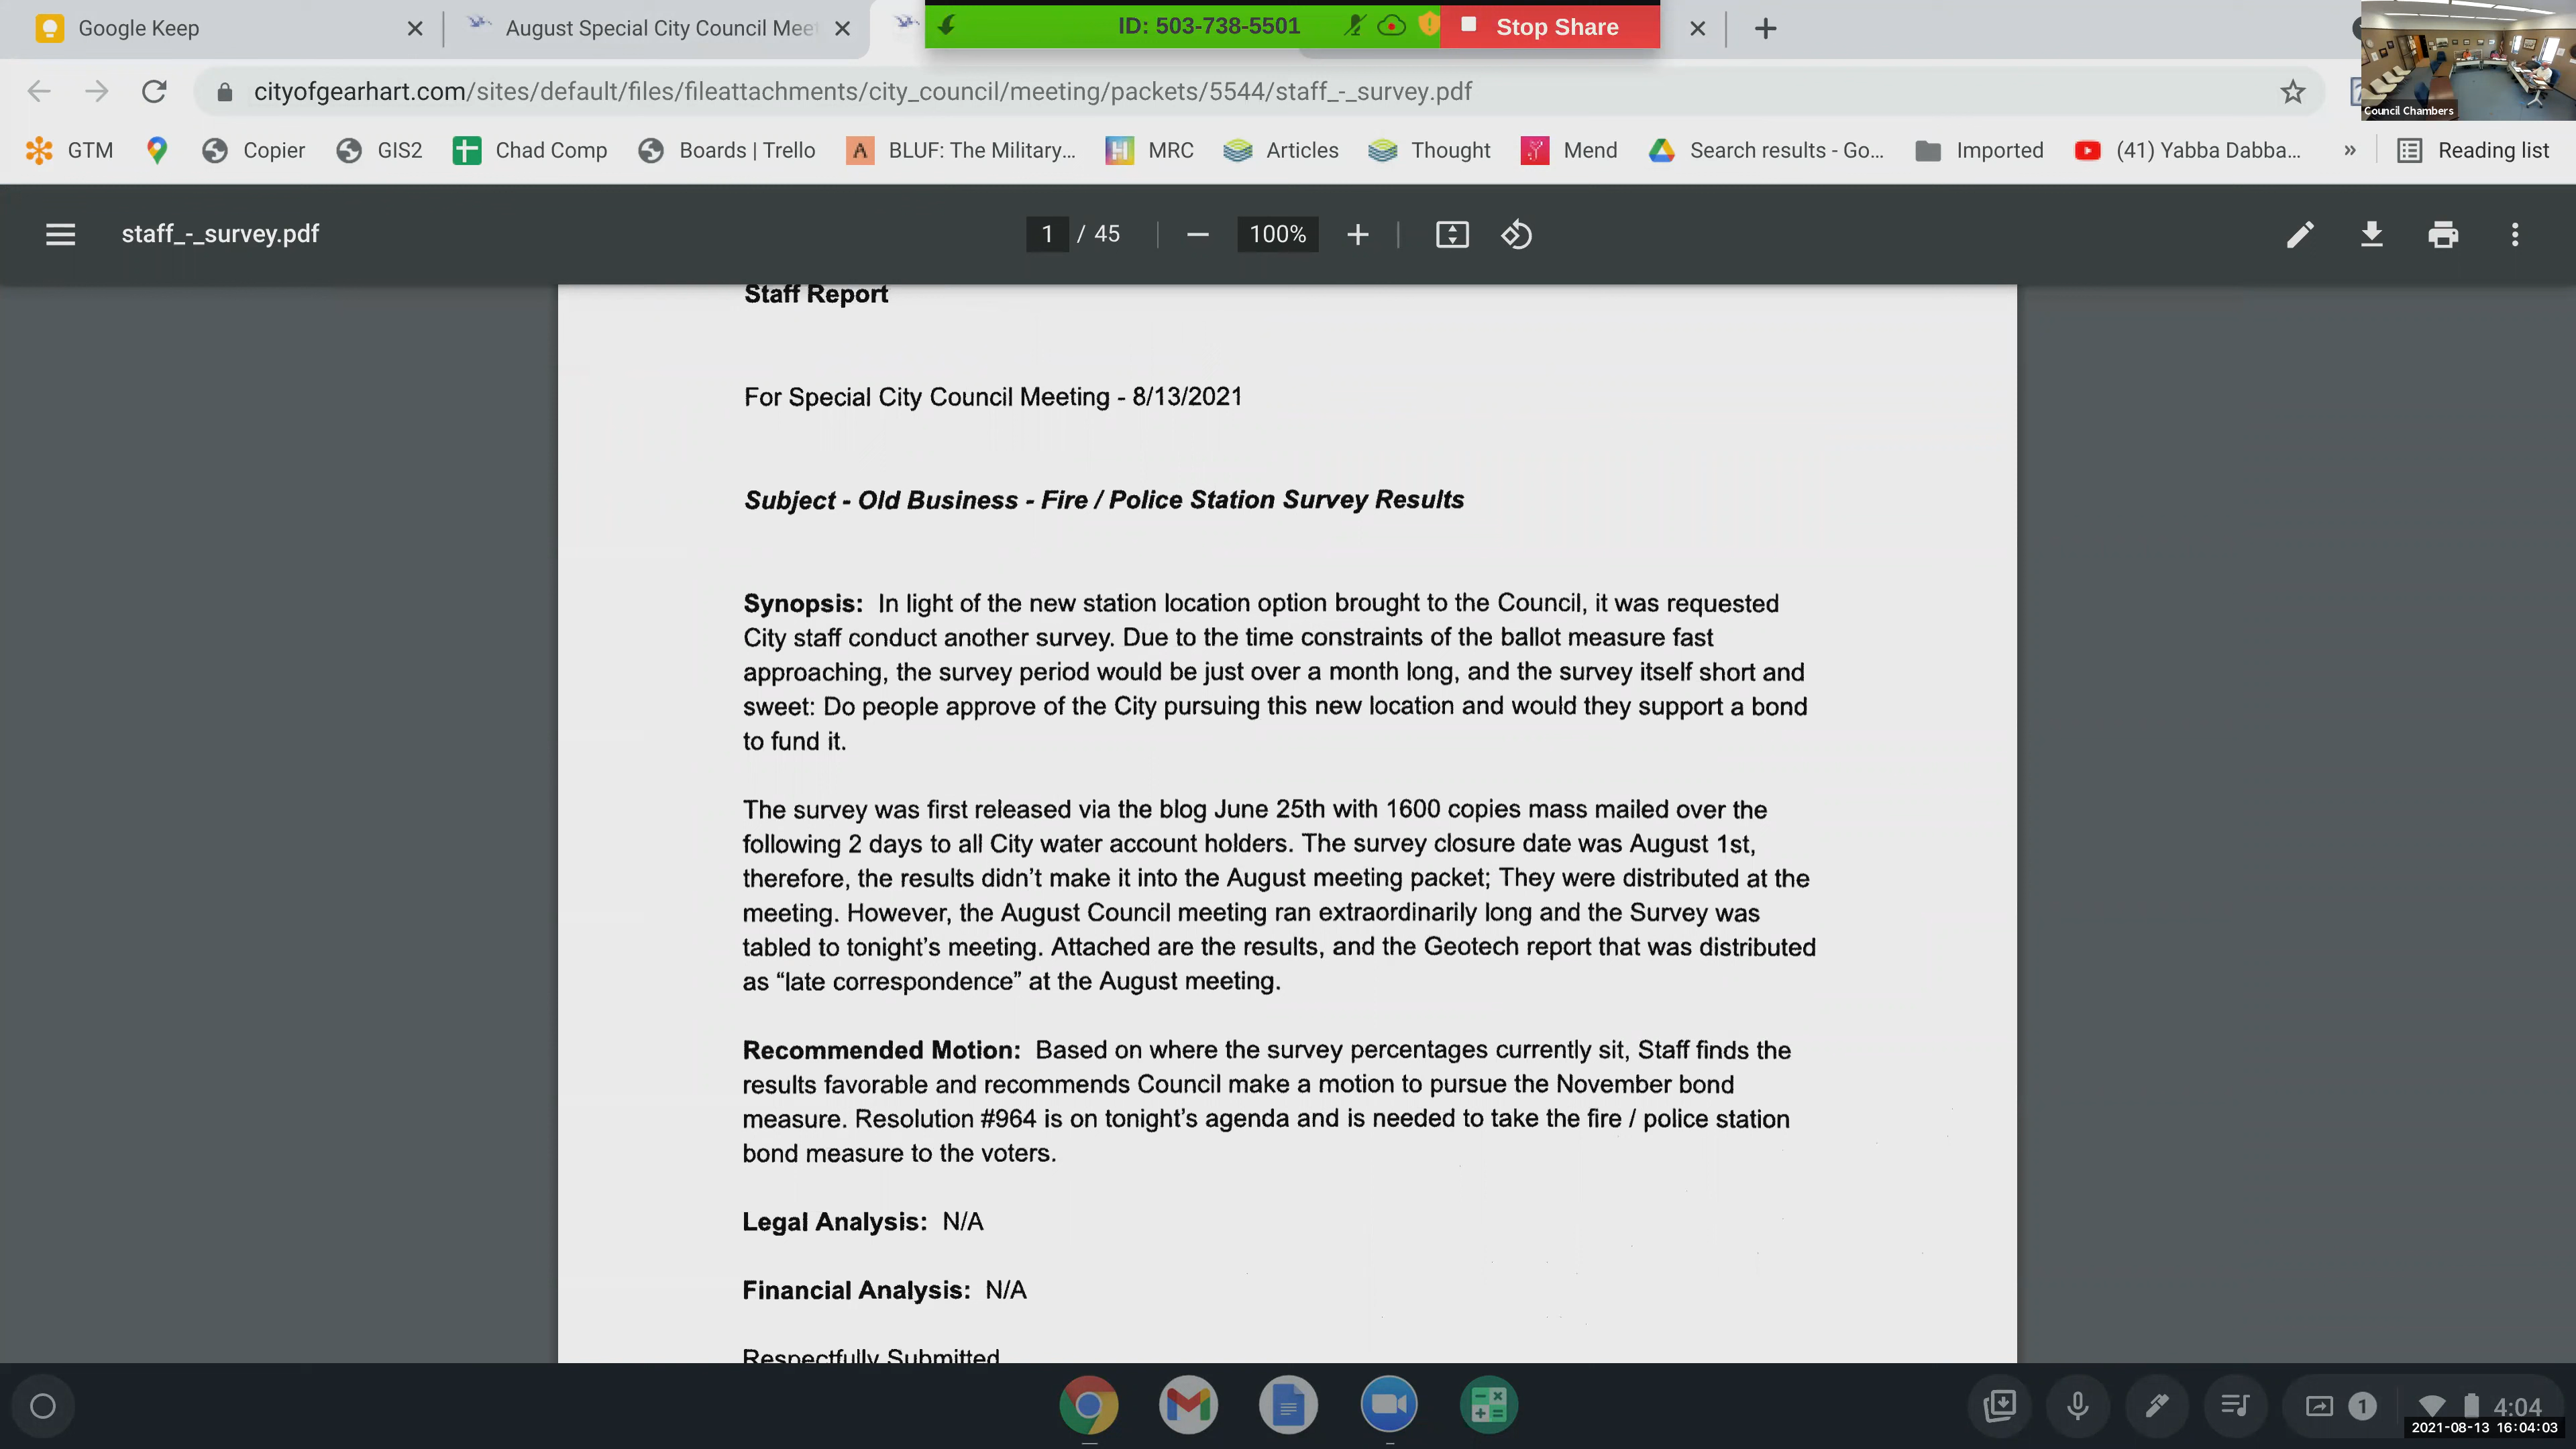 Google Keep
August Special City Council Mee
ID: 503-738-5501
Stop Share
cityofgearhart.com/sites/default/files/fileattachments/city_council/meeting/packets/5544/staff_-_survey.pdf
Council Chambers
GTM
Copier
GIS2
Chad Comp
Boards | Trello
BLUF: The Military...
MRC
Articles
Thought
Mend
Search results - Go...
Imported
(41) Yabba Dabba...
»
Reading list
staff_-_survey.pdf
1 / 45
100%
Staff Report
For Special City Council Meeting - 8/13/2021
Subject - Old Business - Fire / Police Station Survey Results
Synopsis: In light of the new station location option brought to the Council, it was requested
City staff conduct another survey. Due to the time constraints of the ballot measure fast
approaching, the survey period would be just over a month long, and the survey itself short and
sweet: Do people approve of the City pursuing this new location and would they support a bond
to fund it.
The survey was first released via the blog June 25th with 1600 copies mass mailed over the
following 2 days to all City water account holders. The survey closure date was August 1st,
therefore, the results didn't make it into the August meeting packet; They were distributed at the
meeting. However, the August Council meeting ran extraordinarily long and the Survey was
tabled to tonight's meeting. Attached are the results, and the Geotech report that was distributed
as “late correspondence” at the August meeting.
Recommended Motion: Based on where the survey percentages currently sit, Staff finds the
results favorable and recommends Council make a motion to pursue the November bond
measure. Resolution #964 is on tonight's agenda and is needed to take the fire / police station
bond measure to the voters.
Legal Analysis: N/A
Financial Analysis: N/A
Respectfully Submitted
1
4:04
2021-08-13 16:04:03